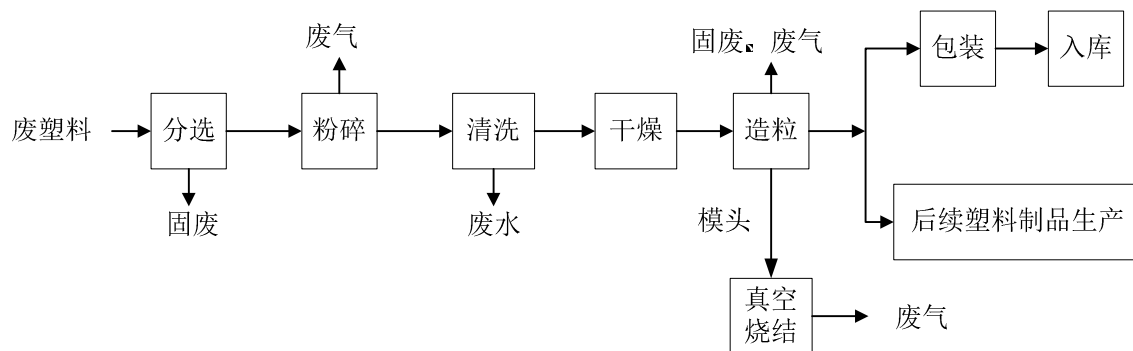 废气
固废、废气
包装
入库
废塑料
分选
粉碎
清洗
干燥
造粒
固废
废水
模头
后续塑料制品生产
真空
烧结
废气